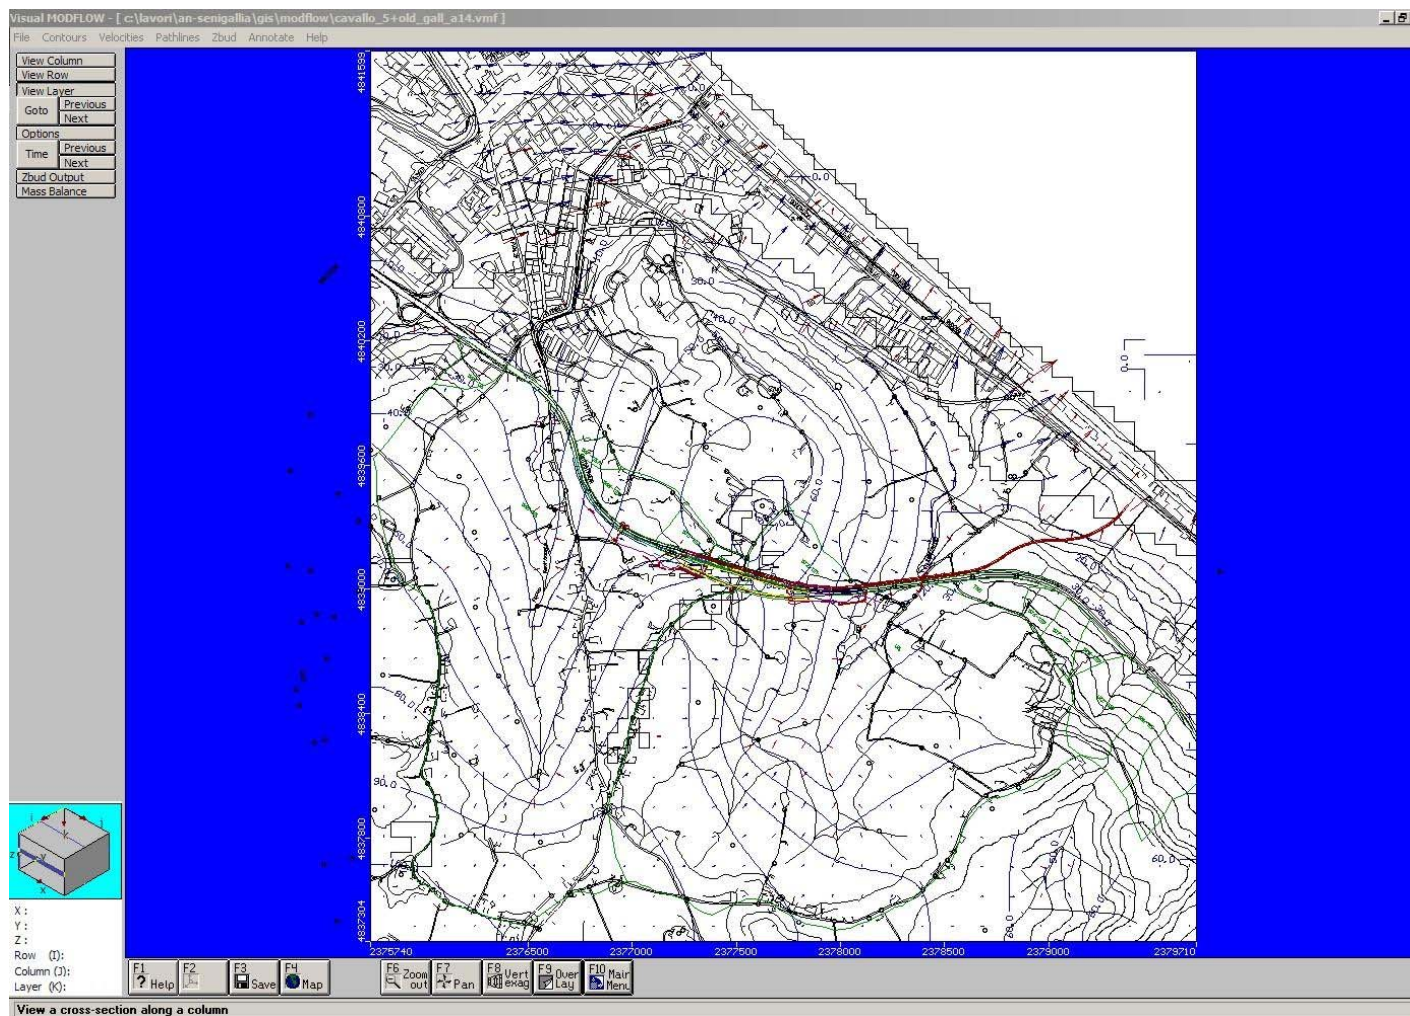 Visual MODFLOW - [ c:\lavori\an-senigallia\gis\modflow\cavallo_5+old_gall_a14.vmf ]
File Contours Velocities Pathlines Zbud Annotate Help
View Column
View Row
View Layer
Goto
Previous
Next
Options
Time
Previous
Next
Zbud Output
Mass Balance
4841593
4840800
4840200
4839600
4839000
4838400
4837800
4837304
0.0
0.0
0.0
30.0
40.0
40.0
60.0
90.0
60.0
2375740 2376500 2377000 2377500 2378000 2378500 2379000 2379710
X :
Y :
Z :
Row (I):
Column (J):
Layer (K):
F1 ? Help
F2
F3 Save
F4 Map
F6 Zoom out
F7 Pan
F8 Vert exag
F9 Over Lay
F10 Main Menu
View a cross-section along a column